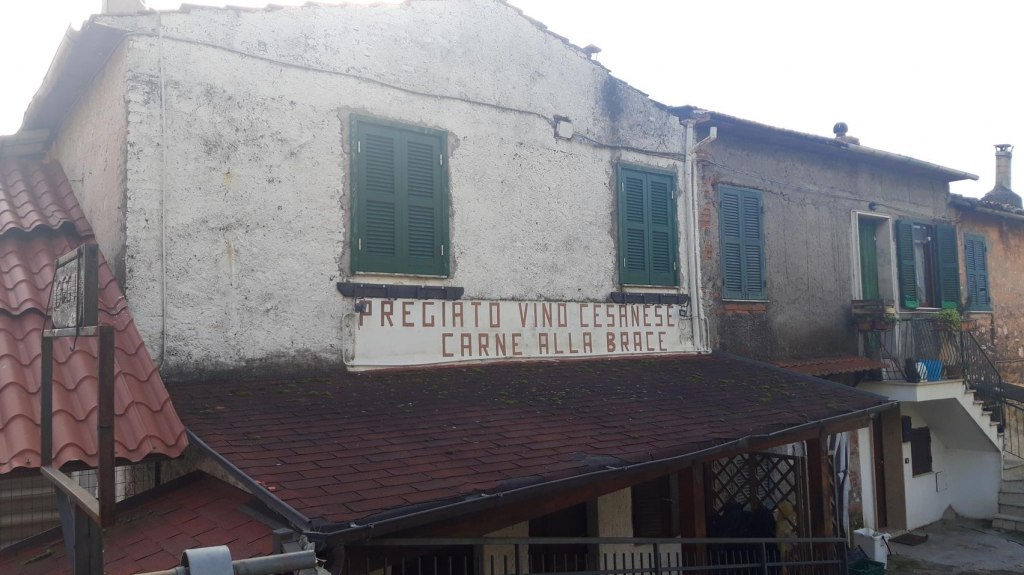 PREGIATO VINO CESANESE
CARNE ALLA BRACE